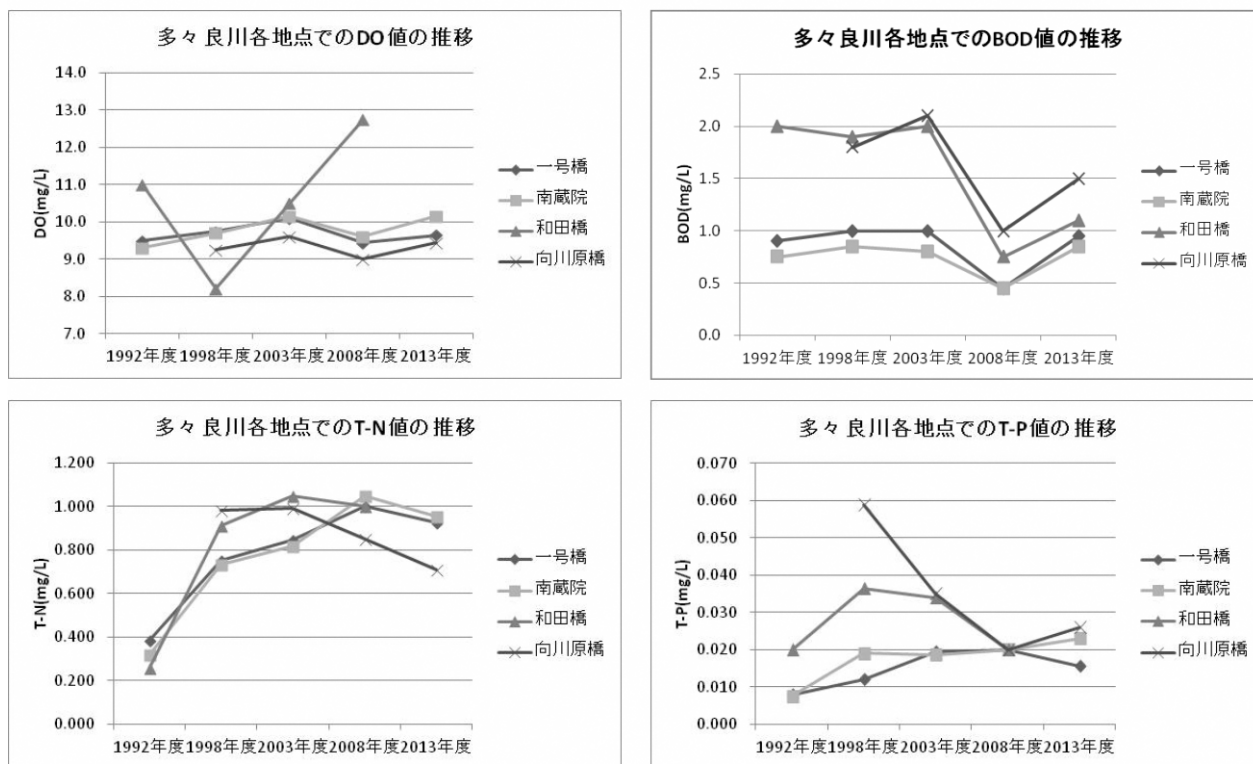 多々良川各地点でのDO値の推移
14.0
13.0
12.0
11.0
10.0
9.0
8.0
7.0
DO(mg/L)
1992年度 1998年度 2003年度 2008年度 2013年度
一号橋
南蔵院
和田橋
向川原橋
多々良川各地点でのBOD値の推移
2.5
2.0
1.5
1.0
0.5
0.0
BOD(mg/L)
1992年度 1998年度 2003年度 2008年度 2013年度
一号橋
南蔵院
和田橋
向川原橋
多々良川各地点でのT-N値の推移
1.200
1.000
0.800
0.600
0.400
0.200
0.000
T-N(mg/L)
1992年度 1998年度 2003年度 2008年度 2013年度
一号橋
南蔵院
和田橋
向川原橋
多々良川各地点でのT-P値の推移
0.070
0.060
0.050
0.040
0.030
0.020
0.010
0.000
T-P(mg/L)
1992年度 1998年度 2003年度 2008年度 2013年度
一号橋
南蔵院
和田橋
向川原橋